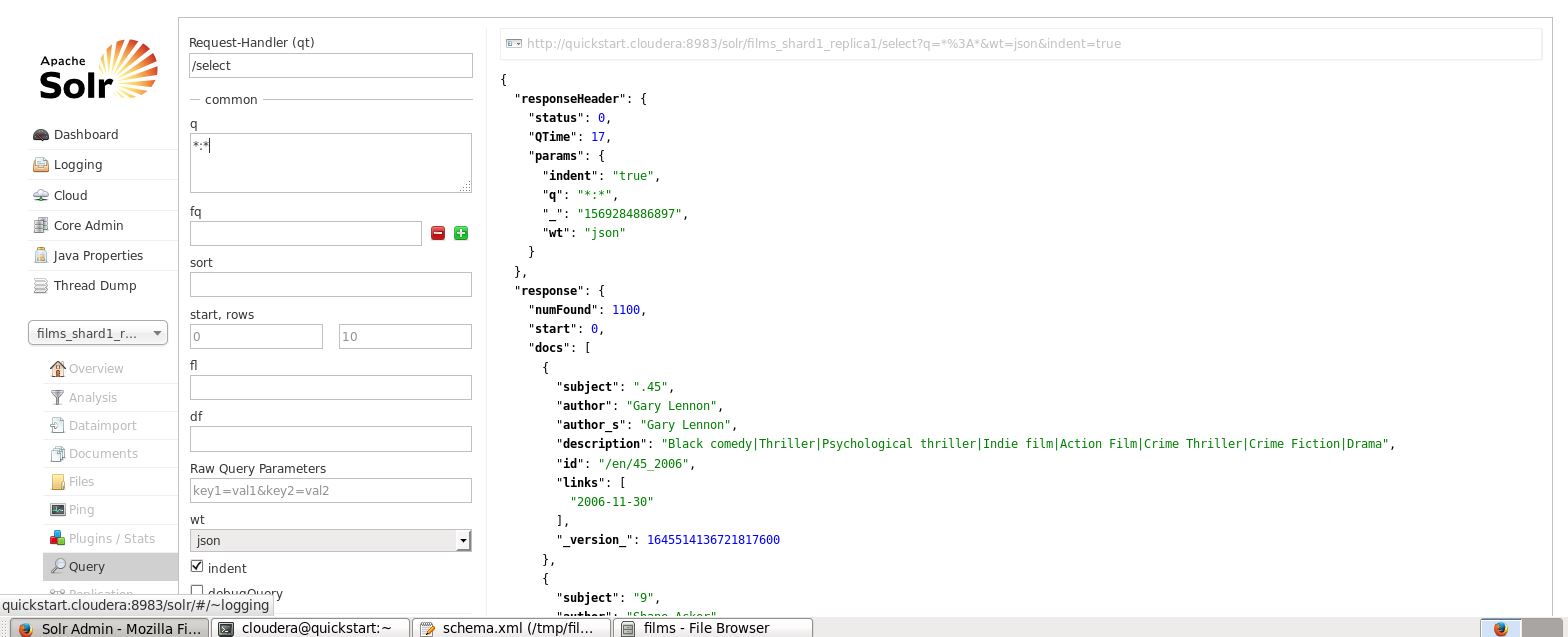 Apache
Solr
Dashboard
Logging
Cloud
Core Admin
Java Properties
Thread Dump
films_shard1_r...
Overview
Analysis
Dataimport
Documents
Files
Ping
Plugins / Stats
Query
Replication
quickstart.cloudera:8983/solr/#/~logging
Request-Handler (qt)
/select
common
q
*:*
fq
sort
start, rows
0 10
fl
df
Raw Query Parameters
key1=val1&key2=val2
wt
json
indent
debugQuery
http://quickstart.cloudera:8983/solr/films_shard1_replica1/select?q=*%3A*&wt=json&indent=true
{
"responseHeader": {
"status": 0,
"QTime": 17,
"params": {
"indent": "true",
"q": "*:*",
"_": "1569284886897",
"wt": "json"
}
},
"response": {
"numFound": 1100,
"start": 0,
"docs": [
{
"subject": ".45",
"author": "Gary Lennon",
"author_s": "Gary Lennon",
"description": "Black comedy|Thriller|Psychological thriller|Indie film|Action Film|Crime Thriller|Crime Fiction|Drama",
"id": "/en/45_2006",
"links": [
"2006-11-30"
],
"_version_": 1645514136721817600
},
{
"subject": "9",
"author": "Shane Acker",
Solr Admin - Mozilla Fi...
cloudera@quickstart:~
schema.xml (/tmp/fil...
films - File Browser